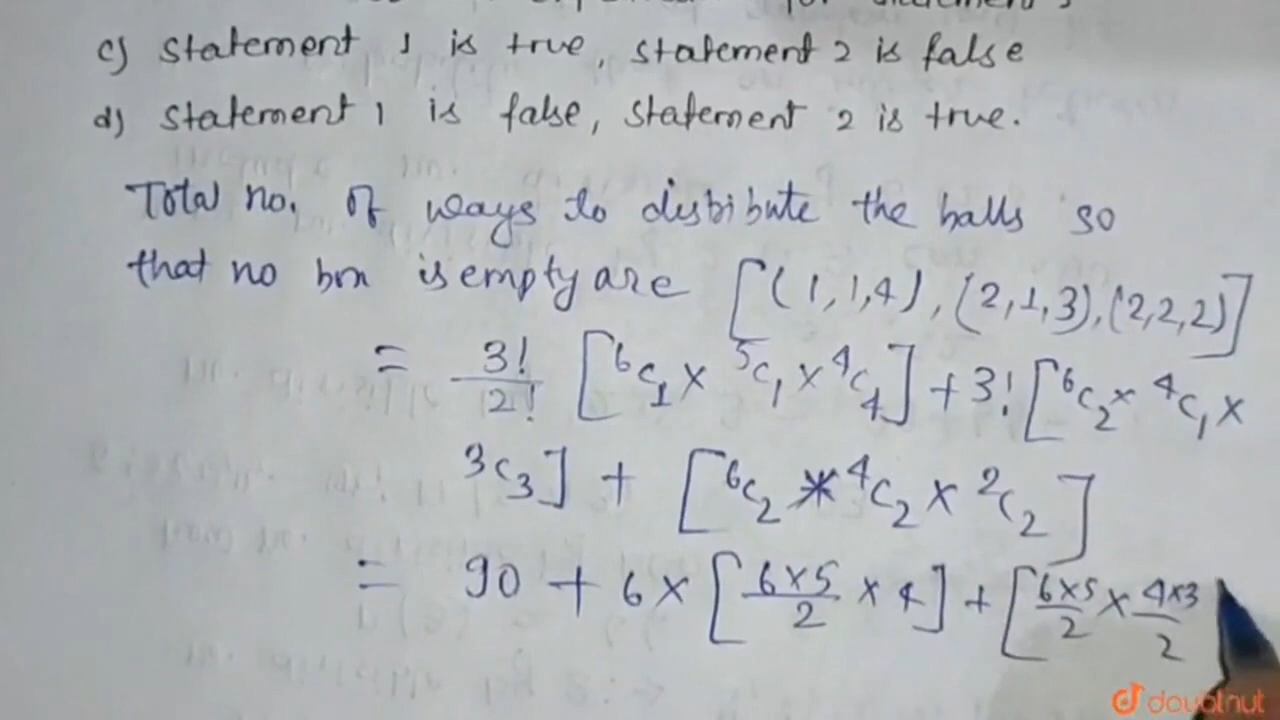 for statement 1
c) statement 1 is true, statement 2 is false
d) statement 1 is false, statement 2 is true.
Total no. of ways to distribute the balls so
that no box is empty are [(1,1,4), (2,1,3), (2,2,2)]
= 3!/2! [⁶C₁ × ⁵C₁ × ⁴C₄] + 3! [⁶C₂ × ⁴C₁ ×
³C₃] + [⁶C₂ × ⁴C₂ × ²C₂]
= 90 + 6 × [6×5/2 × 4] + [6×5/2 × 4×3/2
doubtnut